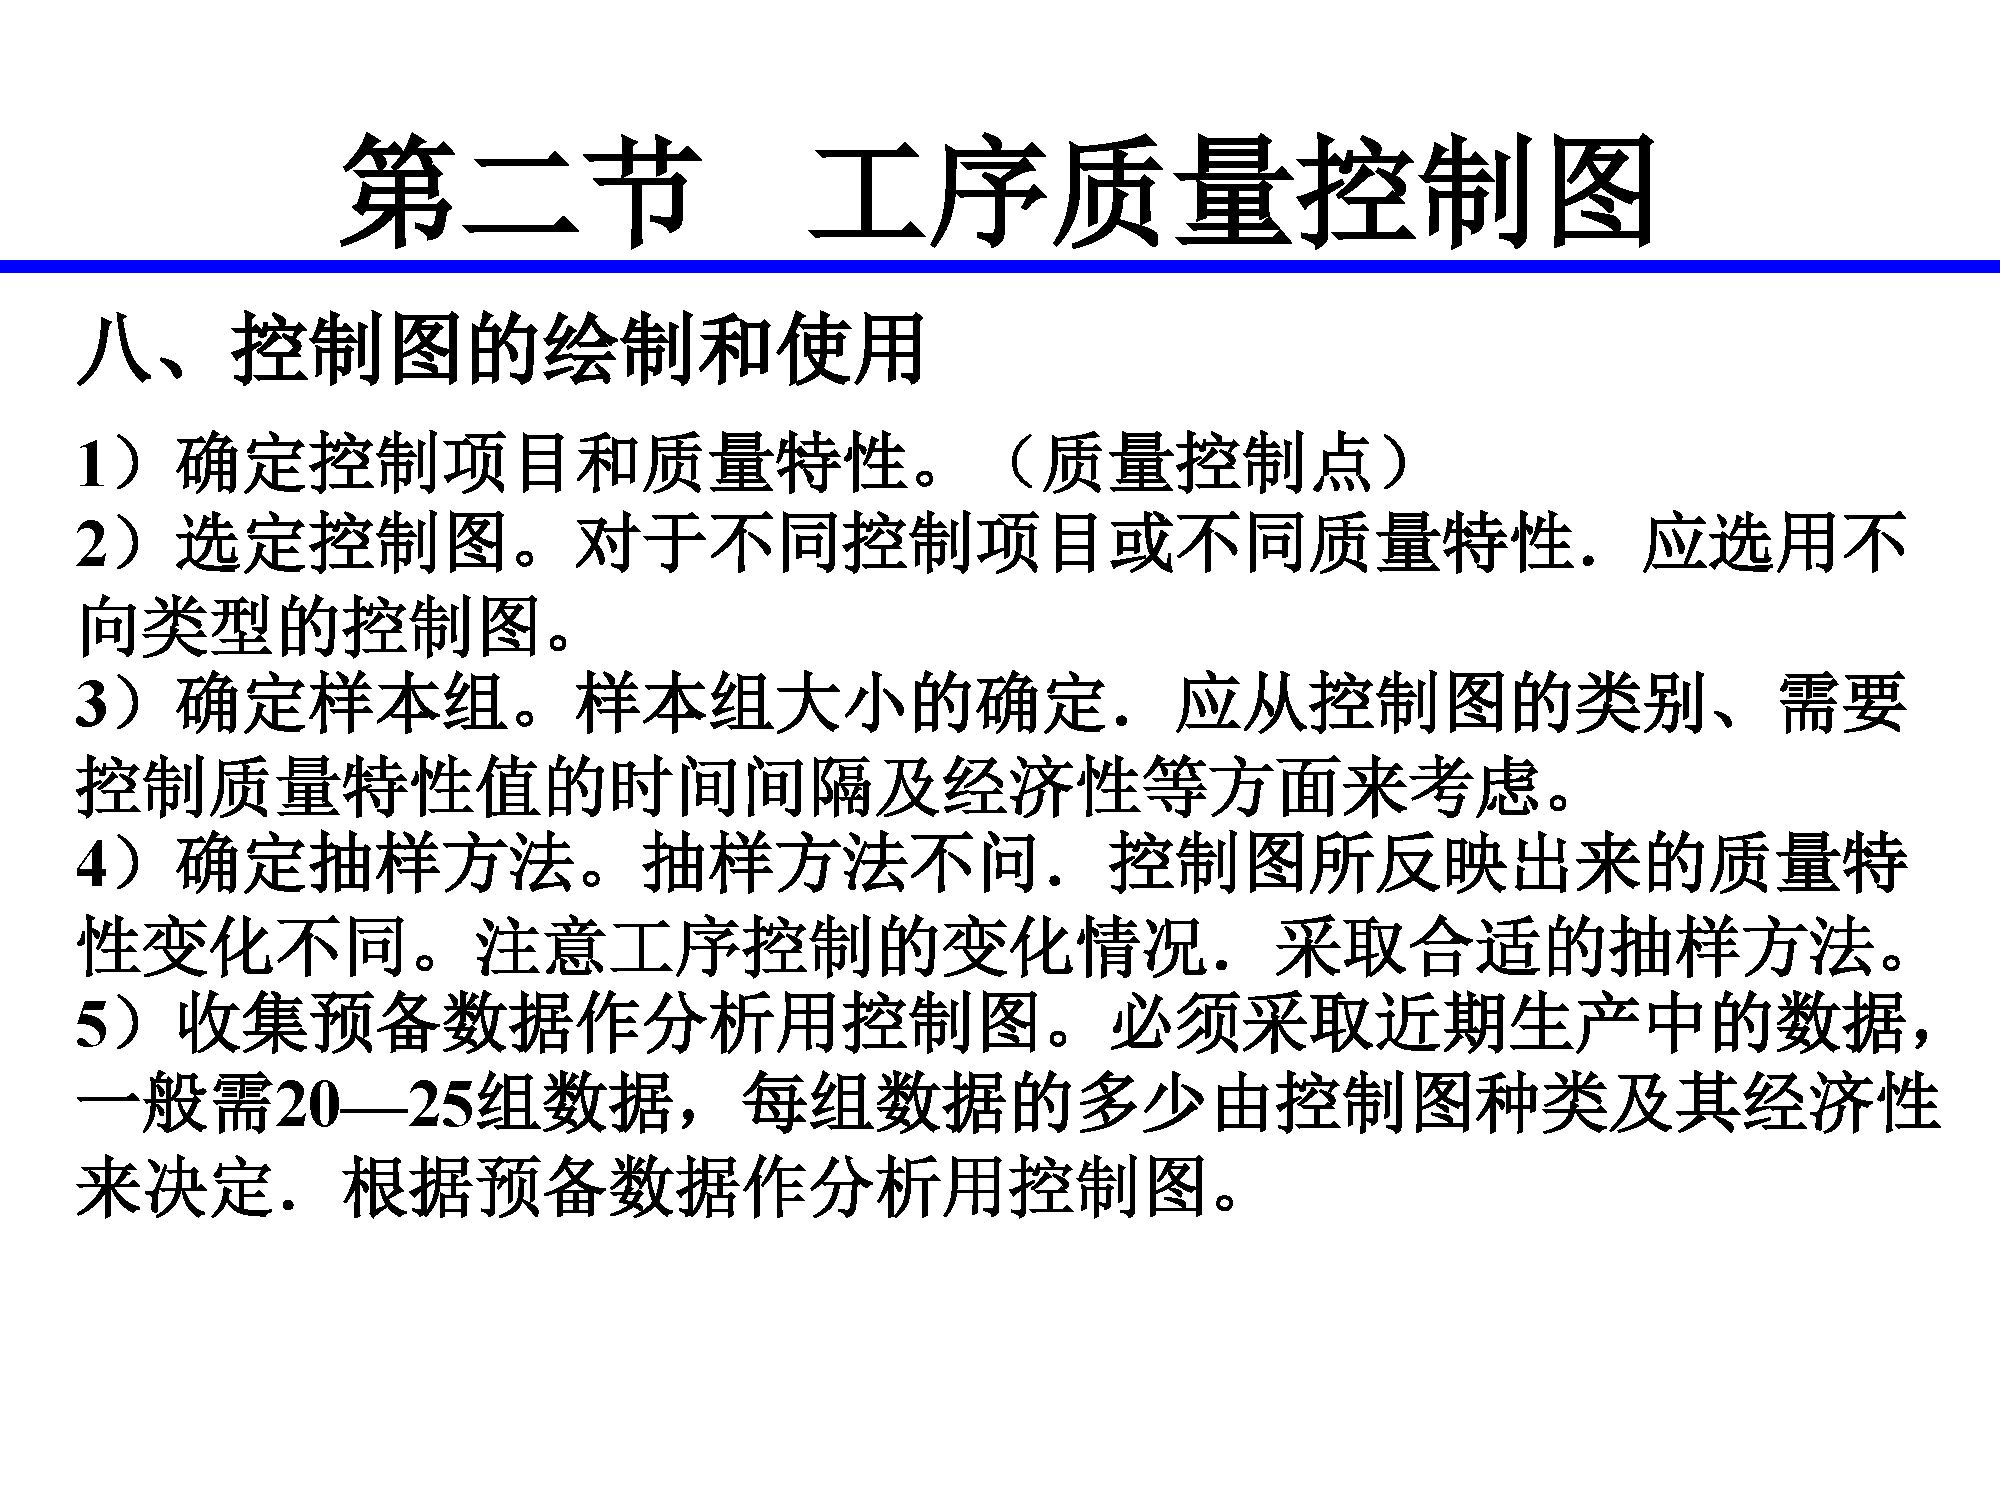 第二节 工序质量控制图
八、控制图的绘制和使用
1）确定控制项目和质量特性。（质量控制点）
2）选定控制图。对于不同控制项目或不同质量特性．应选用不
向类型的控制图。
3）确定样本组。样本组大小的确定．应从控制图的类别、需要
控制质量特性值的时间间隔及经济性等方面来考虑。
4）确定抽样方法。抽样方法不问．控制图所反映出来的质量特
性变化不同。注意工序控制的变化情况．采取合适的抽样方法。
5）收集预备数据作分析用控制图。必须采取近期生产中的数据，
一般需20—25组数据，每组数据的多少由控制图种类及其经济性
来决定．根据预备数据作分析用控制图。